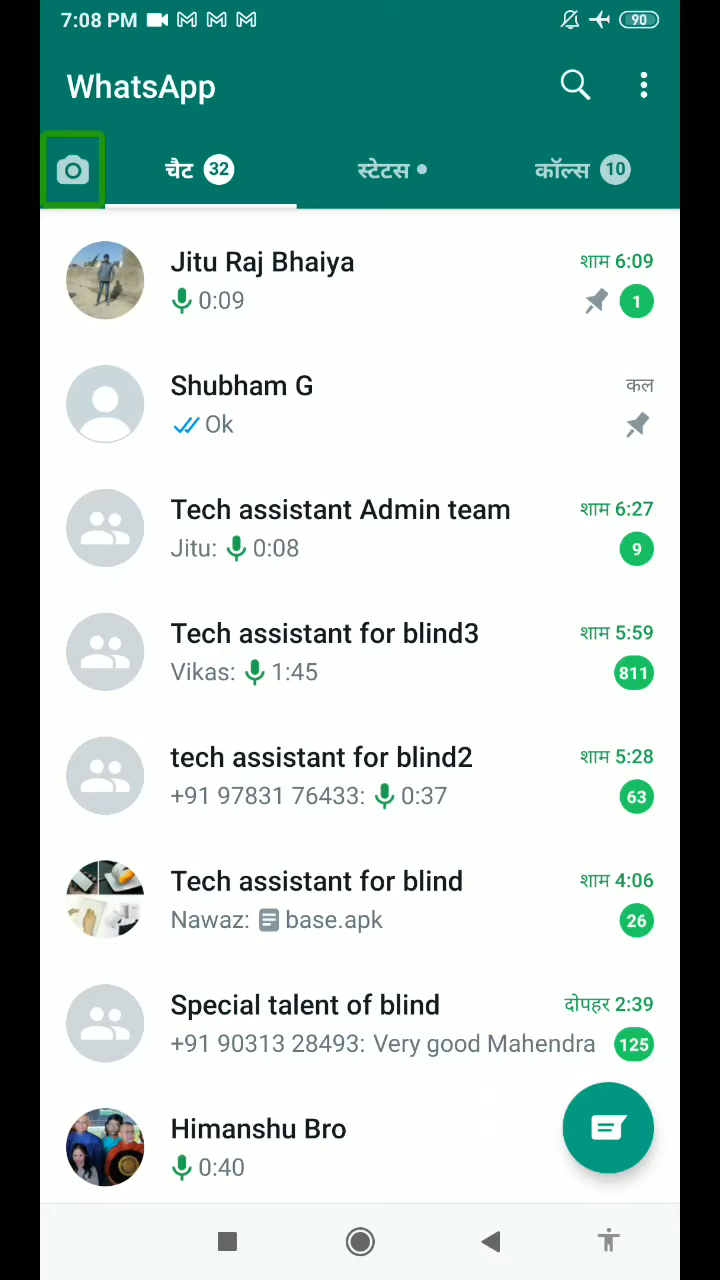 7:08 PM 90
WhatsApp
चैट 32 स्टेटस कॉल्स 10
Jitu Raj Bhaiya शाम 6:09
0:09 1
Shubham G कल
Ok
Tech assistant Admin team शाम 6:27
Jitu: 0:08 9
Tech assistant for blind3 शाम 5:59
Vikas: 1:45 811
tech assistant for blind2 शाम 5:28
+91 97831 76433: 0:37 63
Tech assistant for blind शाम 4:06
Nawaz: base.apk 26
Special talent of blind दोपहर 2:39
+91 90313 28493: Very good Mahendra 125
Himanshu Bro
0:40